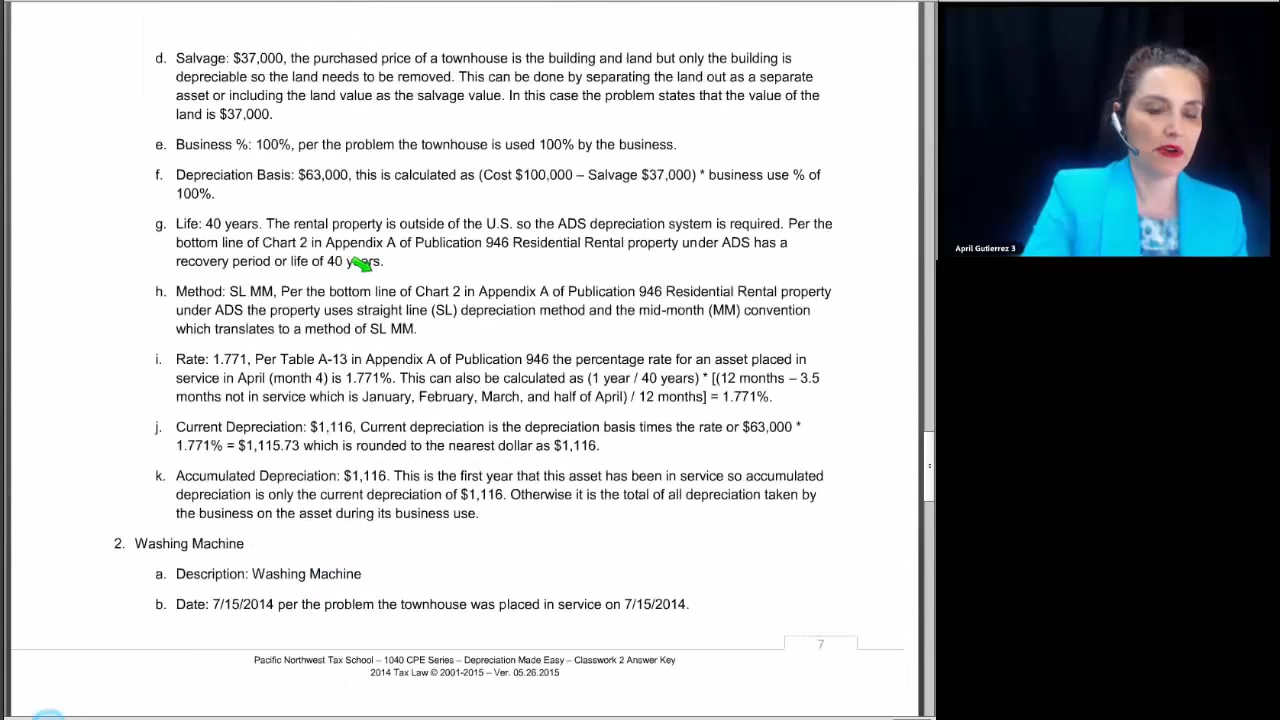 d. Salvage: $37,000, the purchased price of a townhouse is the building and land but only the building is
depreciable so the land needs to be removed. This can be done by separating the land out as a separate
asset or including the land value as the salvage value. In this case the problem states that the value of the
land is $37,000.
e. Business %: 100%, per the problem the townhouse is used 100% by the business.
f. Depreciation Basis: $63,000, this is calculated as (Cost $100,000 – Salvage $37,000) * business use % of
100%.
g. Life: 40 years. The rental property is outside of the U.S. so the ADS depreciation system is required. Per the
bottom line of Chart 2 in Appendix A of Publication 946 Residential Rental property under ADS has a
recovery period or life of 40 years.
h. Method: SL MM, Per the bottom line of Chart 2 in Appendix A of Publication 946 Residential Rental property
under ADS the property uses straight line (SL) depreciation method and the mid-month (MM) convention
which translates to a method of SL MM.
i. Rate: 1.771, Per Table A-13 in Appendix A of Publication 946 the percentage rate for an asset placed in
service in April (month 4) is 1.771%. This can also be calculated as (1 year / 40 years) * [(12 months – 3.5
months not in service which is January, February, March, and half of April) / 12 months] = 1.771%.
j. Current Depreciation: $1,116, Current depreciation is the depreciation basis times the rate or $63,000 *
1.771% = $1,115.73 which is rounded to the nearest dollar as $1,116.
k. Accumulated Depreciation: $1,116. This is the first year that this asset has been in service so accumulated
depreciation is only the current depreciation of $1,116. Otherwise it is the total of all depreciation taken by
the business on the asset during its business use.
2. Washing Machine
a. Description: Washing Machine
b. Date: 7/15/2014 per the problem the townhouse was placed in service on 7/15/2014.
7
Pacific Northwest Tax School – 1040 CPE Series – Depreciation Made Easy – Classwork 2 Answer Key
2014 Tax Law © 2001-2015 – Ver. 05.26.2015
April Gutierrez 3